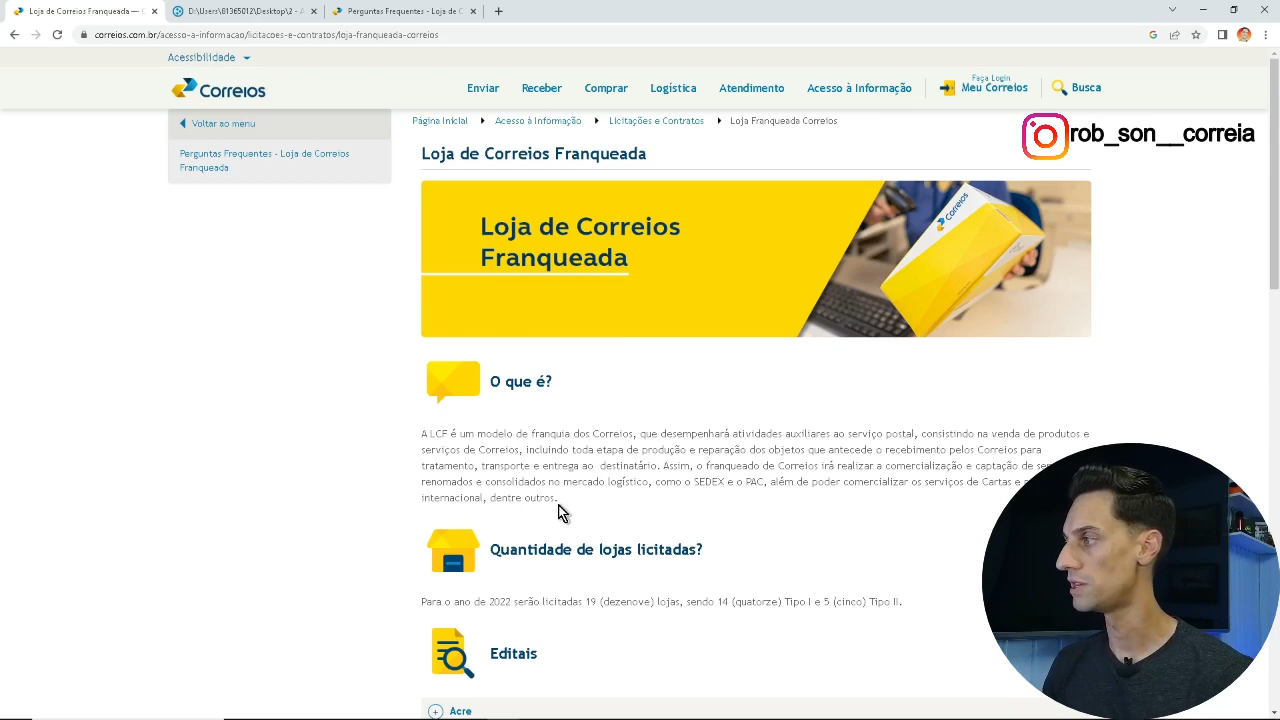 Loja de Correios Franqueada — C
D:\Users\81365012\Desktop\2 - A
Perguntas Frequentes - Loja de C
correios.com.br/acesso-a-informacao/licitacoes-e-contratos/loja-franqueada-correios
Acessibilidade
Correios
Enviar
Receber
Comprar
Logística
Atendimento
Acesso à Informação
Faça Login
Meu Correios
Busca
Voltar ao menu
Perguntas Frequentes - Loja de Correios
Franqueada
Página Inicial
Acesso à Informação
Licitações e Contratos
Loja Franqueada Correios
rob_son__correia
Loja de Correios Franqueada
Loja de Correios
Franqueada
Correios
O que é?
A LCF é um modelo de franquia dos Correios, que desempenhará atividades auxiliares ao serviço postal, consistindo na venda de produtos e
serviços de Correios, incluindo toda etapa de produção e reparação dos objetos que antecede o recebimento pelos Correios para
tratamento, transporte e entrega ao destinatário. Assim, o franqueado de Correios irá realizar a comercialização e captação de
renomados e consolidados no mercado logístico, como o SEDEX e o PAC, além de poder comercializar os serviços de Cartas e
internacional, dentre outros.
Quantidade de lojas licitadas?
Para o ano de 2022 serão licitadas 19 (dezenove) lojas, sendo 14 (quatorze) Tipo I e 5 (cinco) Tipo II.
Editais
Acre